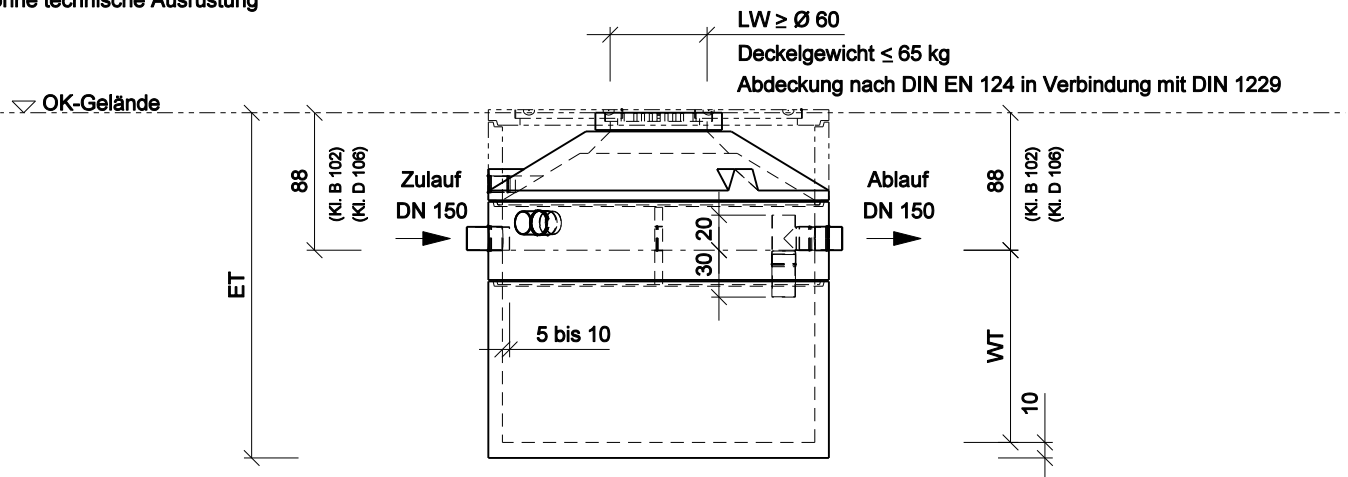 ohne technische Ausrüstung
LW ≥ Ø 60
Deckelgewicht ≤ 65 kg
Abdeckung nach DIN EN 124 in Verbindung mit DIN 1229
OK-Gelände
88
(Kl. B 102)
(Kl. D 106)
Zulauf
DN 150
Ablauf
DN 150
88
(Kl. B 102)
(Kl. D 106)
20
30
ET
5 bis 10
WT
10